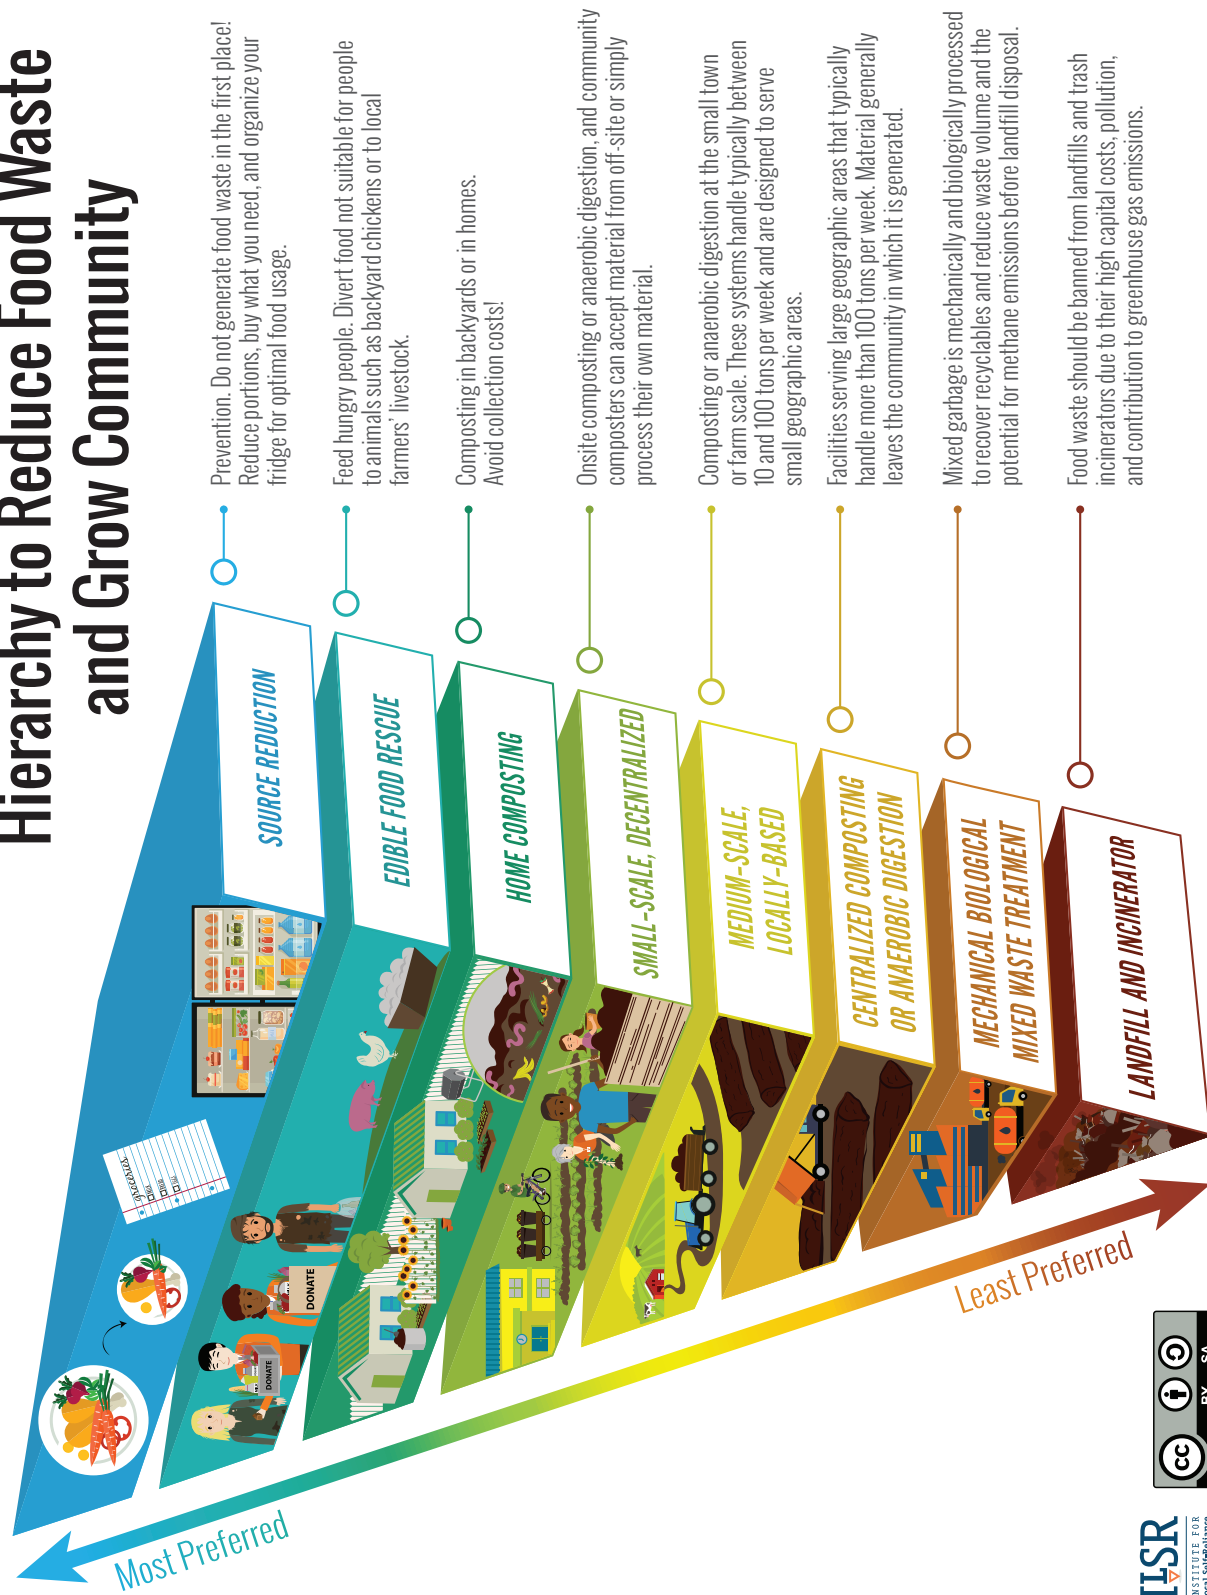 Hierarchy to Reduce Food Waste
and Grow Community
SOURCE REDUCTION
Prevention. Do not generate food waste in the first place!
Reduce portions, buy what you need, and organize your
fridge for optimal food usage.
EDIBLE FOOD RESCUE
Feed hungry people. Divert food not suitable for people
to animals such as backyard chickens or to local
farmers' livestock.
HOME COMPOSTING
Composting in backyards or in homes.
Avoid collection costs!
SMALL-SCALE, DECENTRALIZED
Onsite composting or anaerobic digestion, and community
composters can accept material from off-site or simply
process their own material.
MEDIUM-SCALE,
LOCALLY-BASED
Composting or anaerobic digestion at the small town
or farm scale. These systems handle typically between
10 and 100 tons per week and are designed to serve
small geographic areas.
CENTRALIZED COMPOSTING
OR ANAEROBIC DIGESTION
Facilities serving large geographic areas that typically
handle more than 100 tons per week. Material generally
leaves the community in which it is generated.
MECHANICAL BIOLOGICAL
MIXED WASTE TREATMENT
Mixed garbage is mechanically and biologically processed
to recover recyclables and reduce waste volume and the
potential for methane emissions before landfill disposal.
LANDFILL AND INCINERATOR
Food waste should be banned from landfills and trash
incinerators due to their high capital costs, pollution,
and contribution to greenhouse gas emissions.
Most Preferred
Least Preferred
groceries
DONATE
DONATE
ILSR
INSTITUTE FOR
Local Self-Reliance
cc
BY SA